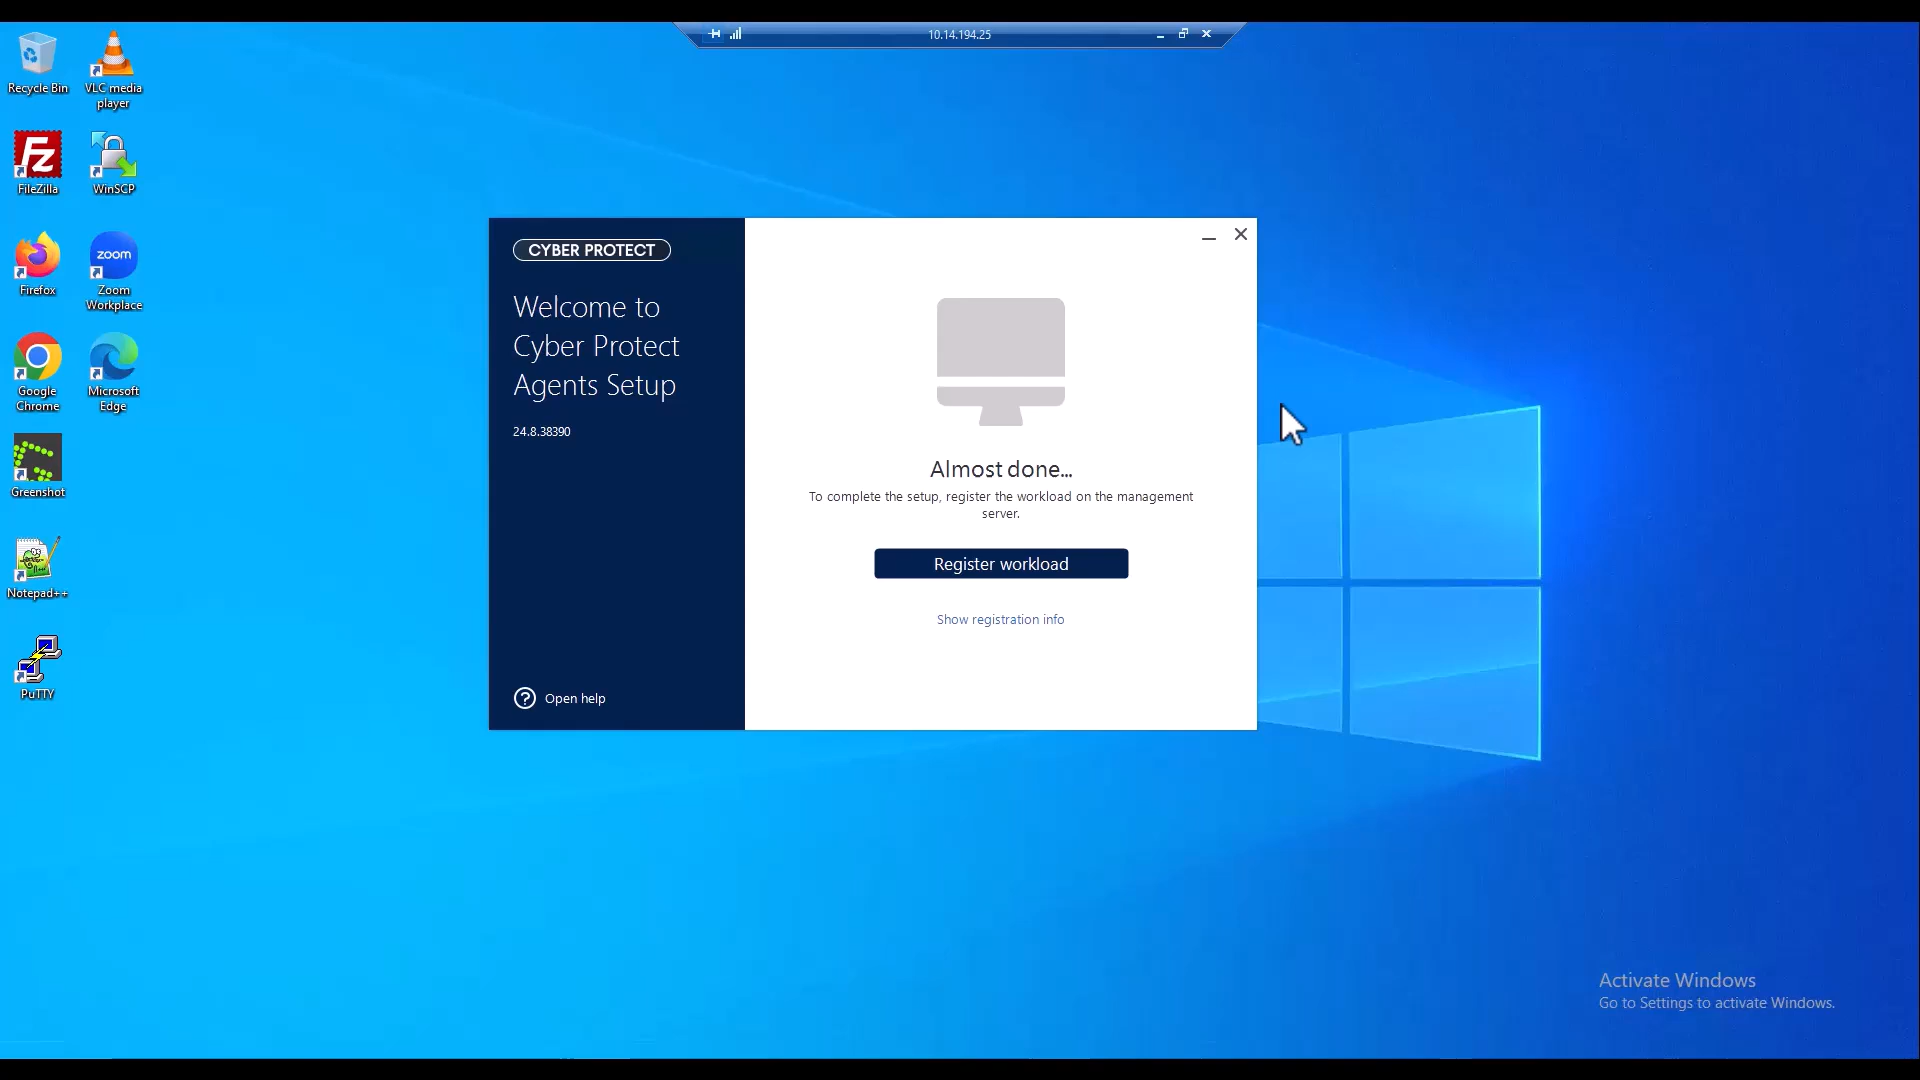 10.14.194.25
Recycle Bin
VLC media
player
FileZilla
WinSCP
Firefox
zoom
Zoom
Workplace
Google
Chrome
Microsoft
Edge
Greenshot
Notepad++
PuTTY
CYBER PROTECT
Welcome to
Cyber Protect
Agents Setup
24.8.38390
Open help
Almost done...
To complete the setup, register the workload on the management
server.
Register workload
Show registration info
Activate Windows
Go to Settings to activate Windows.